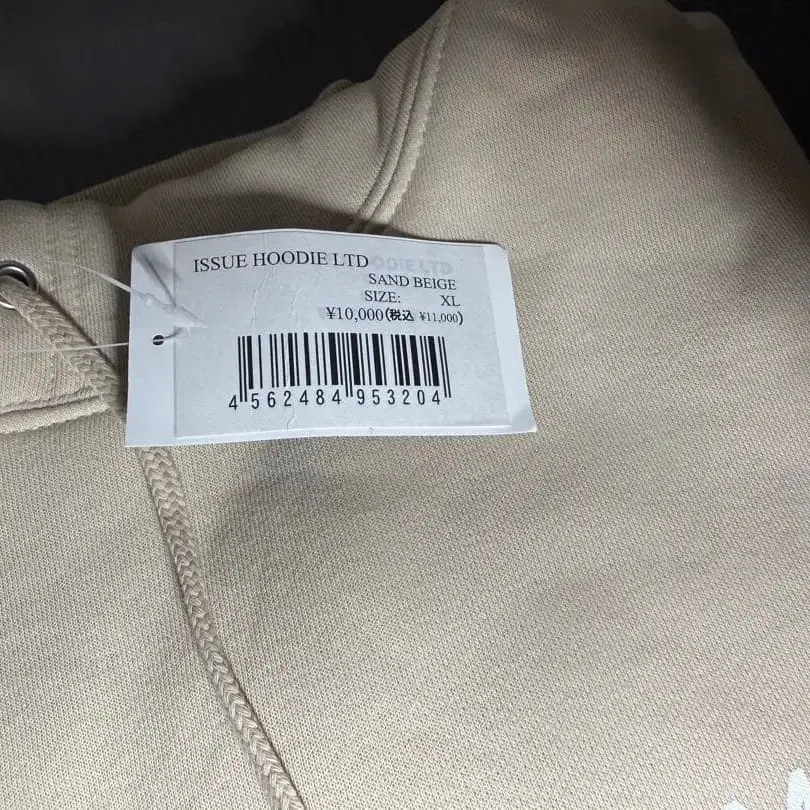 ISSUE HOODIE LTD
SAND BEIGE
SIZE: XL
¥10,000(税込 ¥11,000)
4 562484 953204